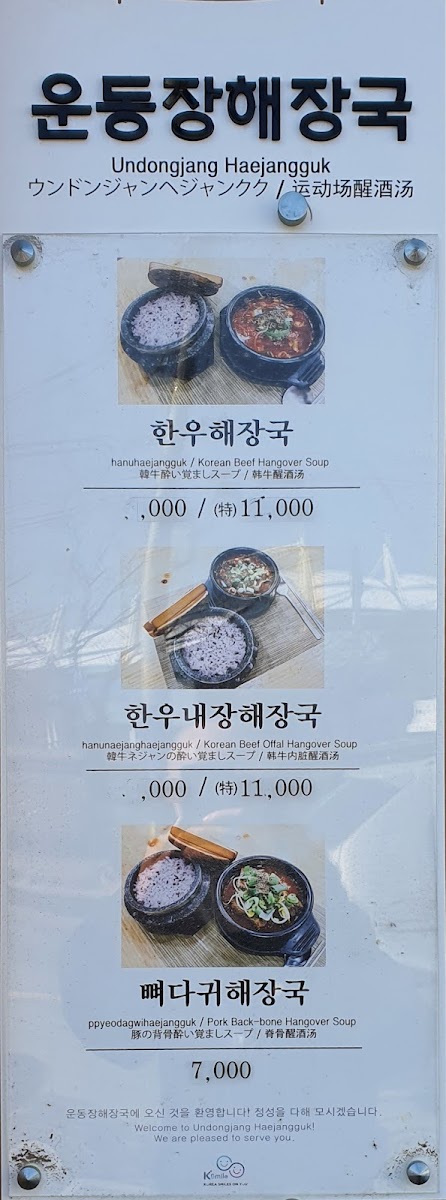 운동장해장국
Undongjang Haejangguk
ウンドンジャンヘジャンクク / 运动场醒酒汤
한우해장국
hanuhaejangguk / Korean Beef Hangover Soup
韓牛酔い覚ましスープ / 韩牛醒酒汤
,000 / (特)11,000
한우내장해장국
hanunaejanghaejangguk / Korean Beef Offal Hangover Soup
韓牛ネジャンの酔い覚ましスープ / 韩牛内脏醒酒汤
,000 / (特)11,000
뼈다귀해장국
ppyeodagwihaejangguk / Pork Back-bone Hangover Soup
豚の背骨酔い覚ましスープ / 脊骨醒酒汤
7,000
운동장해장국에 오신 것을 환영합니다! 정성을 다해 모시겠습니다.
Welcome to Undongjang Haejangguk!
We are pleased to serve you.
K smile